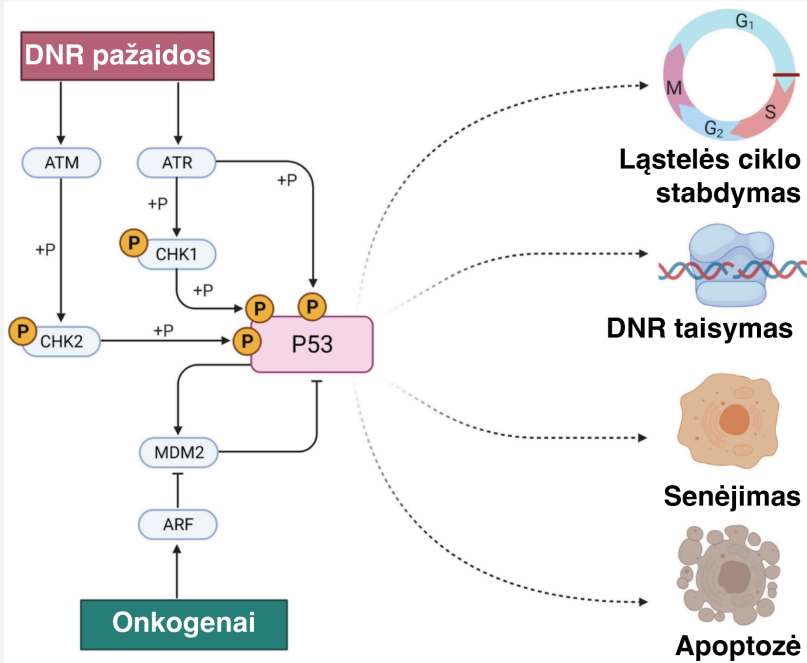 DNR pažaidos
ATM
ATR
+P
+P
+P
P
CHK1
+P
P
CHK2
+P
P
P
P
P53
MDM2
ARF
Onkogenai
G1
M
S
G2
Ląstelės ciklo
stabdymas
DNR taisymas
Senėjimas
Apoptozė